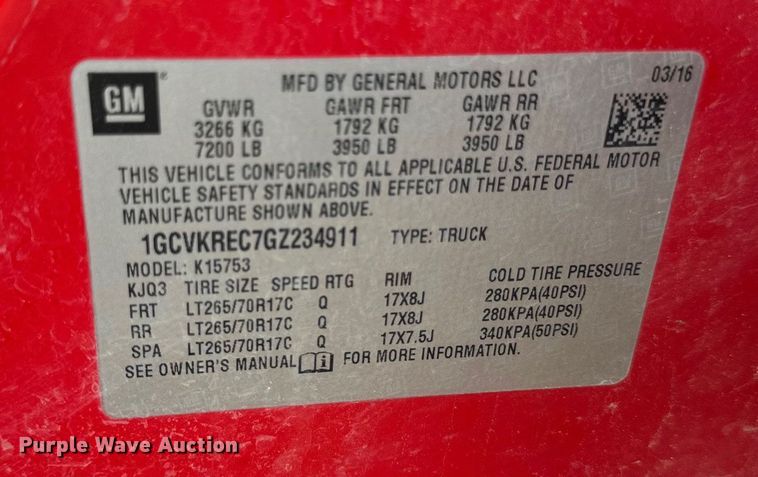 GM® MFD BY GENERAL MOTORS LLC 03/16
GVWR GAWR FRT GAWR RR
3266 KG 1792 KG 1792 KG
7200 LB 3950 LB 3950 LB
THIS VEHICLE CONFORMS TO ALL APPLICABLE U.S. FEDERAL MOTOR
VEHICLE SAFETY STANDARDS IN EFFECT ON THE DATE OF
MANUFACTURE SHOWN ABOVE.
1GCVKREC7GZ234911 TYPE: TRUCK
MODEL: K15753
KJQ3 TIRE SIZE SPEED RTG RIM COLD TIRE PRESSURE
FRT LT265/70R17C Q 17X8J 280KPA(40PSI)
RR LT265/70R17C Q 17X8J 280KPA(40PSI)
SPA LT265/70R17C Q 17X7.5J 340KPA(50PSI)
SEE OWNER'S MANUAL i FOR MORE INFORMATION.
Purple Wave Auction